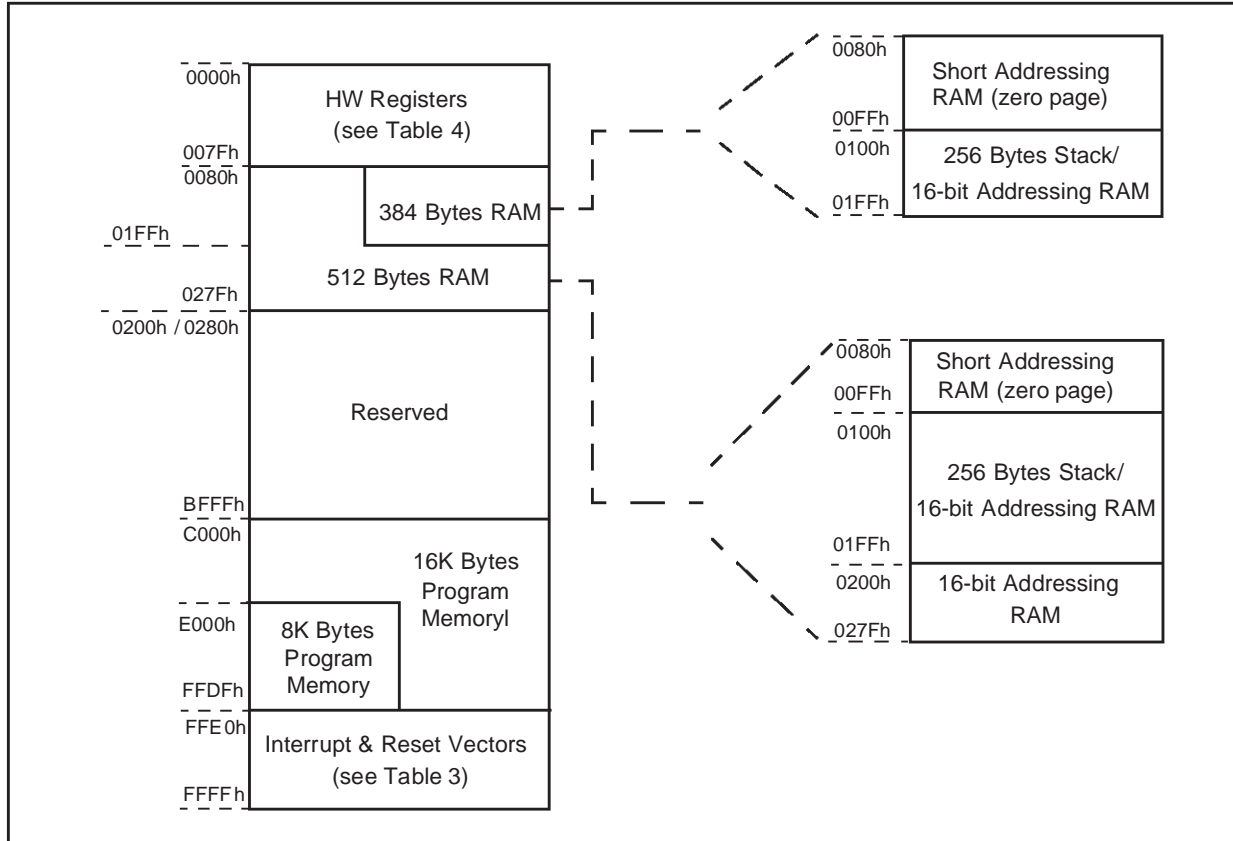 0000h
HW Registers
(see Table 4)
007Fh
0080h
384 Bytes RAM
01FFh
512 Bytes RAM
027Fh
0200h / 0280h
Reserved
BFFFh
C000h
16K Bytes
Program
Memoryl
E000h
8K Bytes
Program
Memory
FFDFh
FFE0h
Interrupt & Reset Vectors
(see Table 3)
FFFFh
0080h
Short Addressing
RAM (zero page)
00FFh
0100h
256 Bytes Stack/
16-bit Addressing RAM
01FFh
0080h
Short Addressing
RAM (zero page)
00FFh
0100h
256 Bytes Stack/
16-bit Addressing RAM
01FFh
0200h
16-bit Addressing
RAM
027Fh